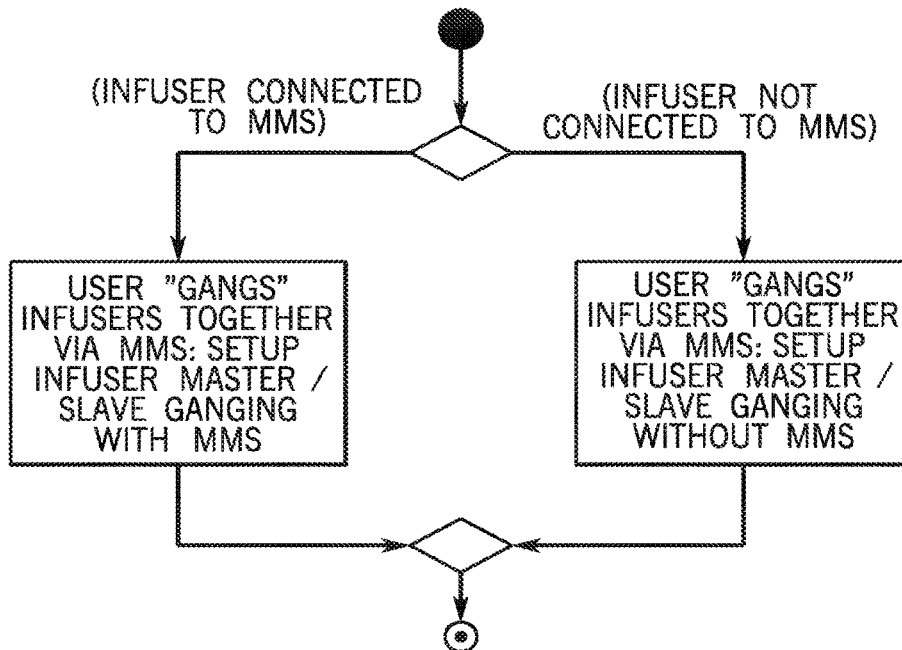 (INFUSER CONNECTED
TO MMS)
(INFUSER NOT
CONNECTED TO MMS)
USER "GANGS"
INFUSERS TOGETHER
VIA MMS: SETUP
INFUSER MASTER /
SLAVE GANGING
WITH MMS
USER "GANGS"
INFUSERS TOGETHER
VIA MMS: SETUP
INFUSER MASTER /
SLAVE GANGING
WITHOUT MMS